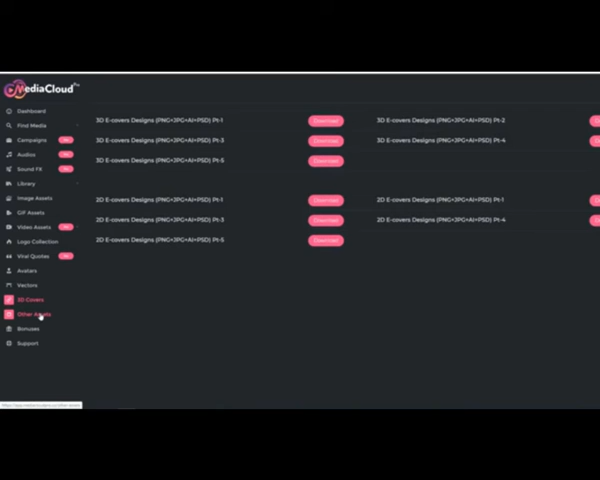 MediaCloud Pro
Dashboard
Find Media
Campaigns
Audios
Sound FX
Library
Image Assets
GIF Assets
Video Assets
Logo Collection
Viral Quotes
Avatars
Vectors
3D Covers
Other Assets
Bonuses
Support
3D E-covers Designs (PNG+JPG+AI+PSD) Pt-1 Download
3D E-covers Designs (PNG+JPG+AI+PSD) Pt-2
3D E-covers Designs (PNG+JPG+AI+PSD) Pt-3 Download
3D E-covers Designs (PNG+JPG+AI+PSD) Pt-4
3D E-covers Designs (PNG+JPG+AI+PSD) Pt-5 Download
2D E-covers Designs (PNG+JPG+AI+PSD) Pt-1 Download
2D E-covers Designs (PNG+JPG+AI+PSD) Pt-1
2D E-covers Designs (PNG+JPG+AI+PSD) Pt-3 Download
2D E-covers Designs (PNG+JPG+AI+PSD) Pt-4
2D E-covers Designs (PNG+JPG+AI+PSD) Pt-5 Download